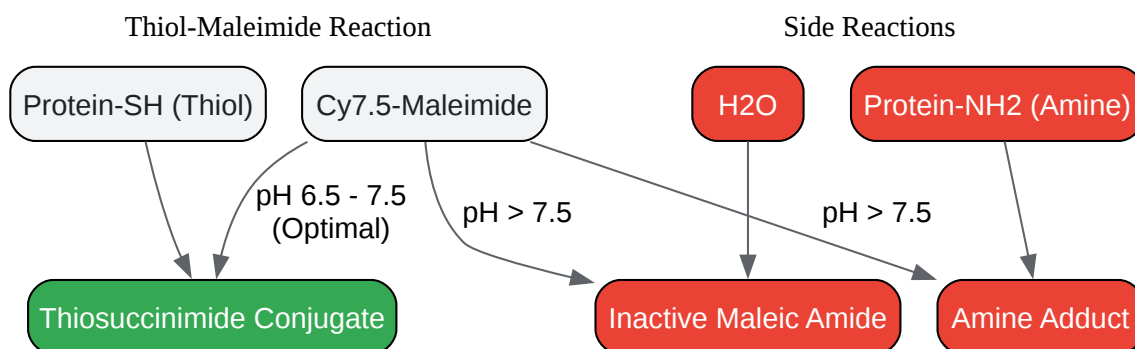 Thiol-Maleimide Reaction
Side Reactions
Protein-SH (Thiol)
Cy7.5-Maleimide
H2O
Protein-NH2 (Amine)
pH 6.5 - 7.5
(Optimal)
pH > 7.5
pH > 7.5
Thiosuccinimide Conjugate
Inactive Maleic Amide
Amine Adduct